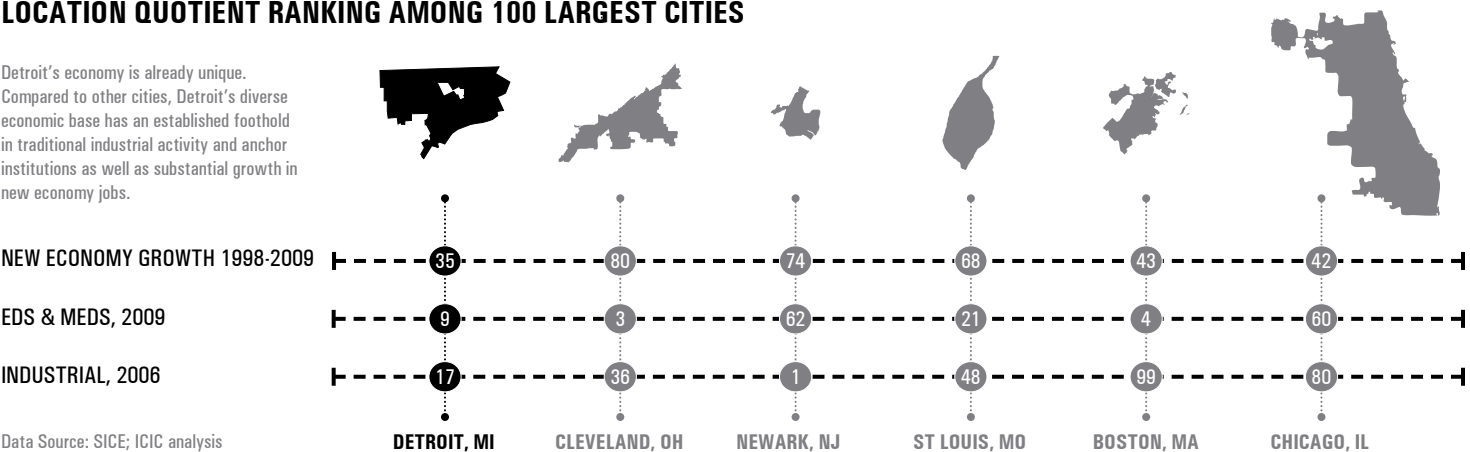 LOCATION QUOTIENT RANKING AMONG 100 LARGEST CITIES
Detroit's economy is already unique.
Compared to other cities, Detroit's diverse
economic base has an established foothold
in traditional industrial activity and anchor
institutions as well as substantial growth in
new economy jobs.
NEW ECONOMY GROWTH 1998-2009 35 80 74 68 43 42
EDS & MEDS, 2009 9 3 62 21 4 60
INDUSTRIAL, 2006 17 36 1 48 99 80
Data Source: SICE; ICIC analysis DETROIT, MI CLEVELAND, OH NEWARK, NJ ST LOUIS, MO BOSTON, MA CHICAGO, IL